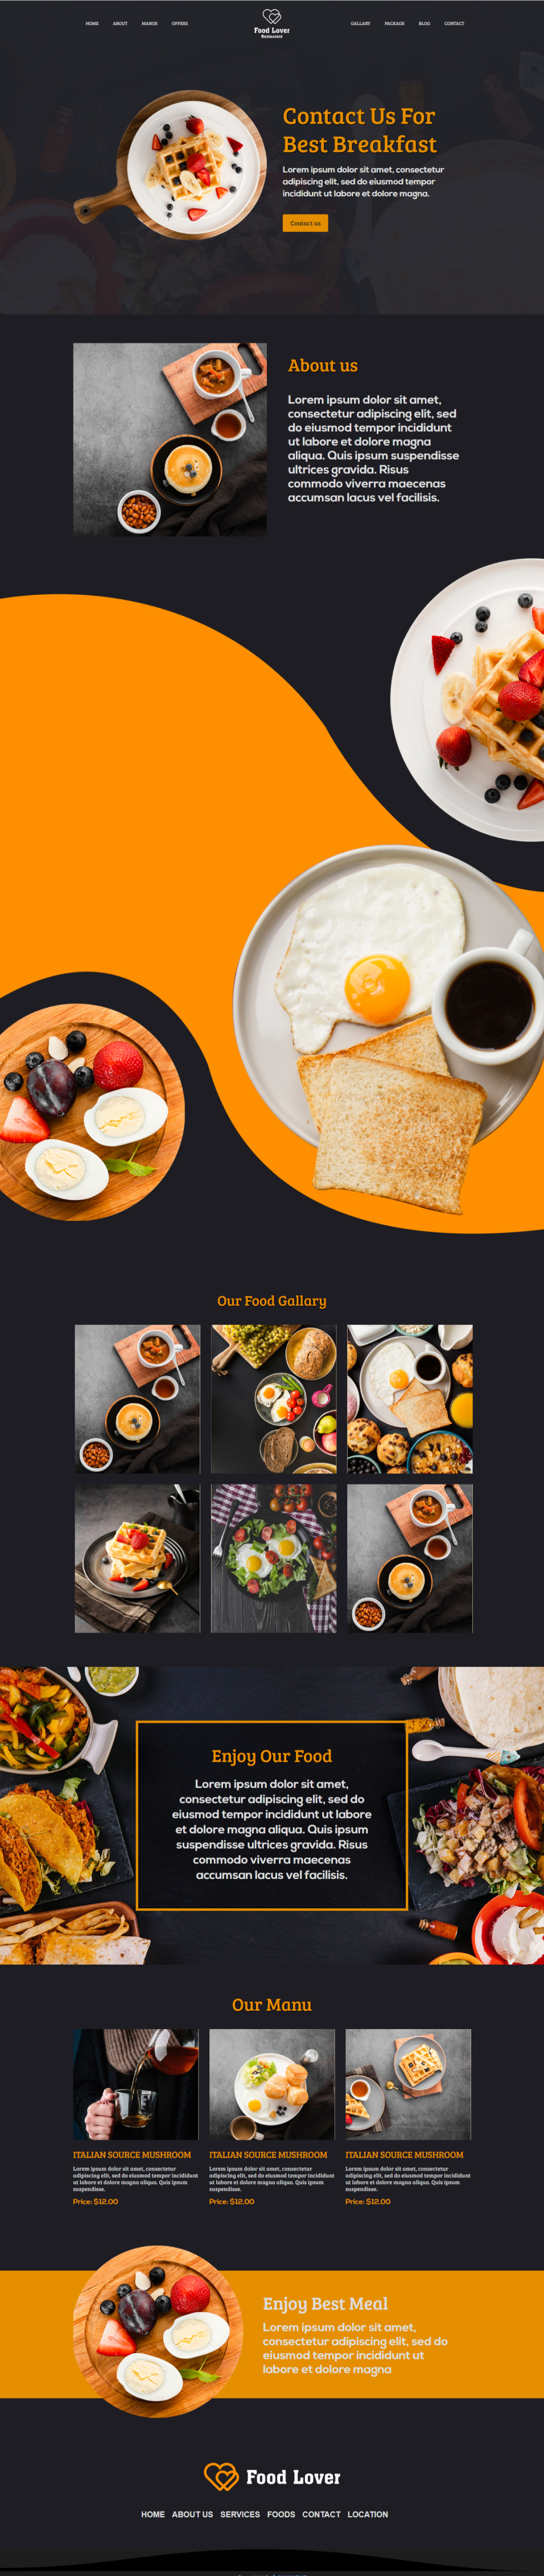 HOME ABOUT MANUS OFFERS
Food Lover
Restaurant
GALLARY PACKAGE BLOG CONTACT
Contact Us For
Best Breakfast
Lorem ipsum dolor sit amet, consectetur
adipiscing elit, sed do eiusmod tempor
incididunt ut labore et dolore magna.
Contact us
About us
Lorem ipsum dolor sit amet,
consectetur adipiscing elit, sed
do eiusmod tempor incididunt
ut labore et dolore magna
aliqua. Quis ipsum suspendisse
ultrices gravida. Risus
commodo viverra maecenas
accumsan lacus vel facilisis.
Our Food Gallary
Enjoy Our Food
Lorem ipsum dolor sit amet,
consectetur adipiscing elit, sed do
eiusmod tempor incididunt ut labore
et dolore magna aliqua. Quis ipsum
suspendisse ultrices gravida. Risus
commodo viverra maecenas
accumsan lacus vel facilisis.
Our Manu
ITALIAN SOURCE MUSHROOM
Lorem ipsum dolor sit amet, consectetur
adipiscing elit, sed do eiusmod tempor incididunt
ut labore et dolore magna aliqua. Quis ipsum
suspendisse.
Price: $12.00
ITALIAN SOURCE MUSHROOM
Lorem ipsum dolor sit amet, consectetur
adipiscing elit, sed do eiusmod tempor incididunt
ut labore et dolore magna aliqua. Quis ipsum
suspendisse.
Price: $12.00
ITALIAN SOURCE MUSHROOM
Lorem ipsum dolor sit amet, consectetur
adipiscing elit, sed do eiusmod tempor incididunt
ut labore et dolore magna aliqua. Quis ipsum
suspendisse.
Price: $12.00
Enjoy Best Meal
Lorem ipsum dolor sit amet,
consectetur adipiscing elit, sed do
eiusmod tempor incididunt ut
labore et dolore magna
Food Lover
HOME ABOUT US SERVICES FOODS CONTACT LOCATION